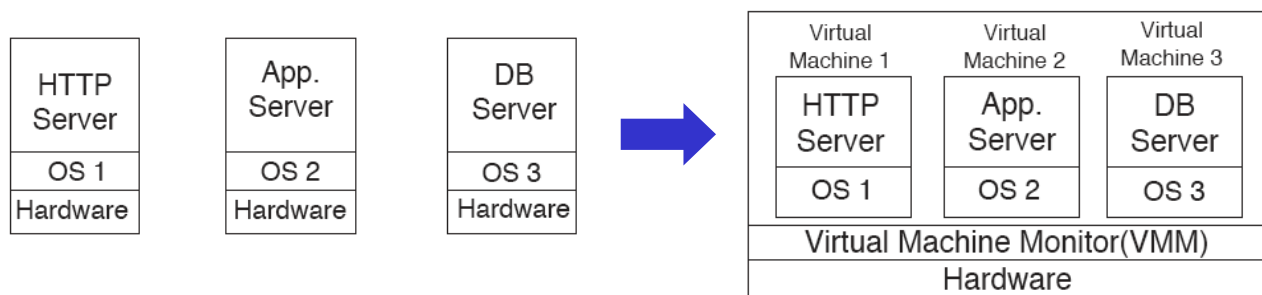 HTTP
Server
OS 1
Hardware
App.
Server
OS 2
Hardware
DB
Server
OS 3
Hardware
Virtual
Machine 1
HTTP
Server
OS 1
Virtual
Machine 2
App.
Server
OS 2
Virtual
Machine 3
DB
Server
OS 3
Virtual Machine Monitor(VMM)
Hardware